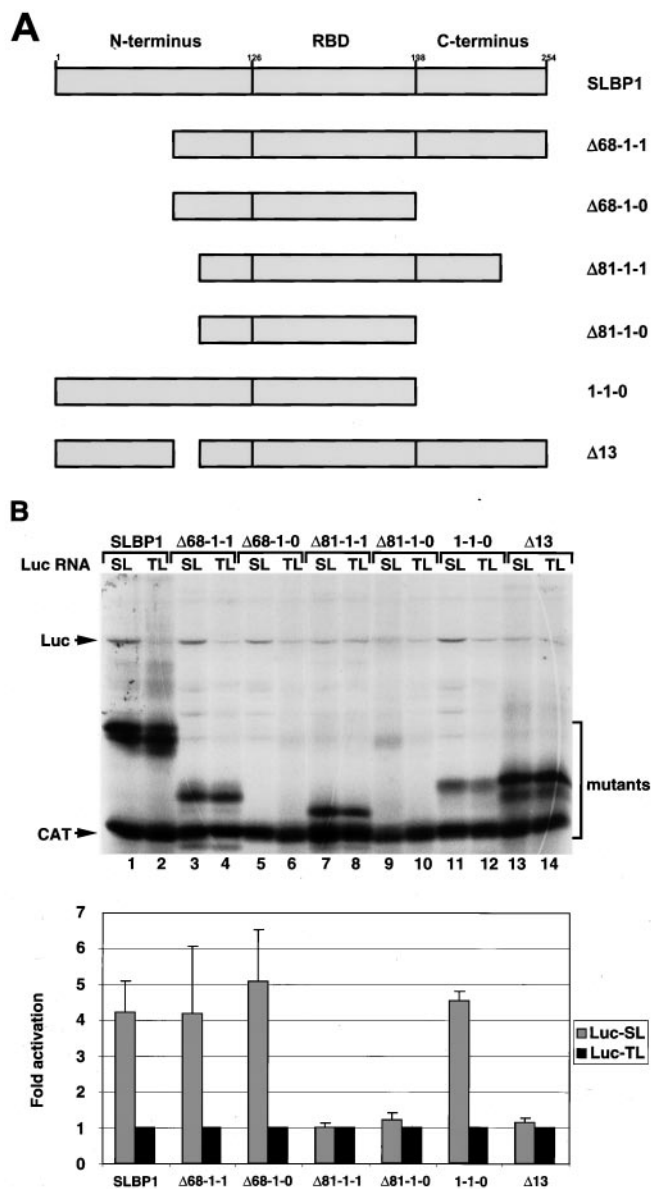 A
N-terminus RBD C-terminus
1 126 198 254
SLBP1
Δ68-1-1
Δ68-1-0
Δ81-1-1
Δ81-1-0
1-1-0
Δ13
B
SLBP1 Δ68-1-1 Δ68-1-0 Δ81-1-1 Δ81-1-0 1-1-0 Δ13
Luc RNA SL TL SL TL SL TL SL TL SL TL SL TL SL TL
Luc
mutants
CAT
1 2 3 4 5 6 7 8 9 10 11 12 13 14
7
6
5
4
3
2
1
0
Fold activation
Luc-SL
Luc-TL
SLBP1 Δ68-1-1 Δ68-1-0 Δ81-1-1 Δ81-1-0 1-1-0 Δ13